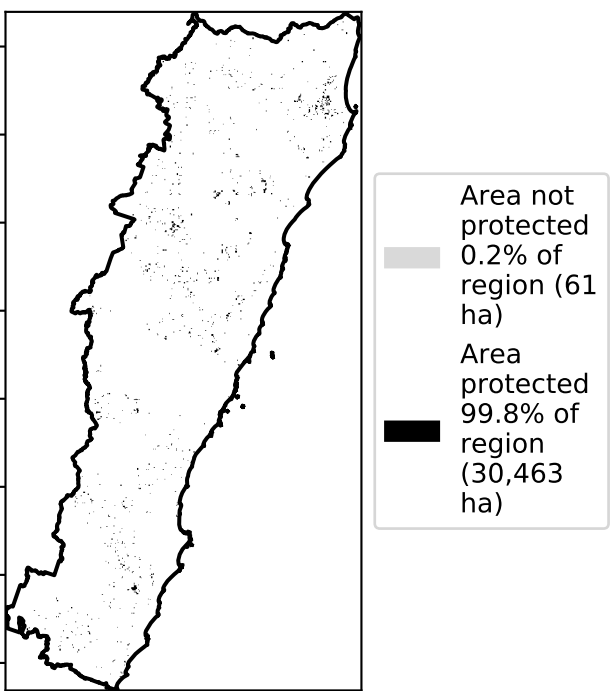 Area not
protected
0.2% of
region (61
ha)
Area
protected
99.8% of
region
(30,463
ha)